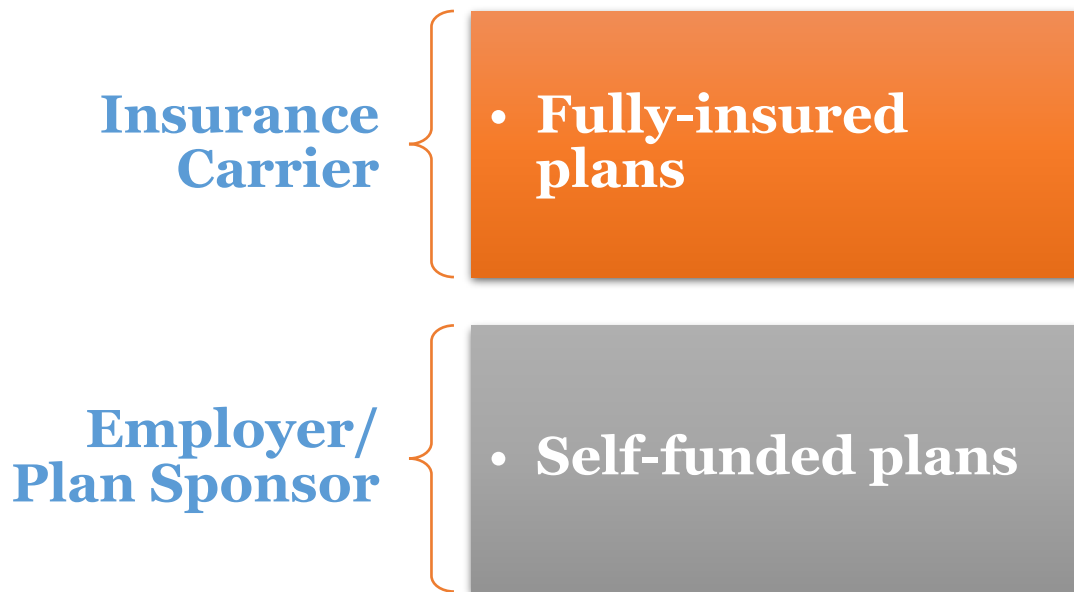 Insurance
Carrier
• Fully-insured
plans
Employer/
Plan Sponsor
• Self-funded plans